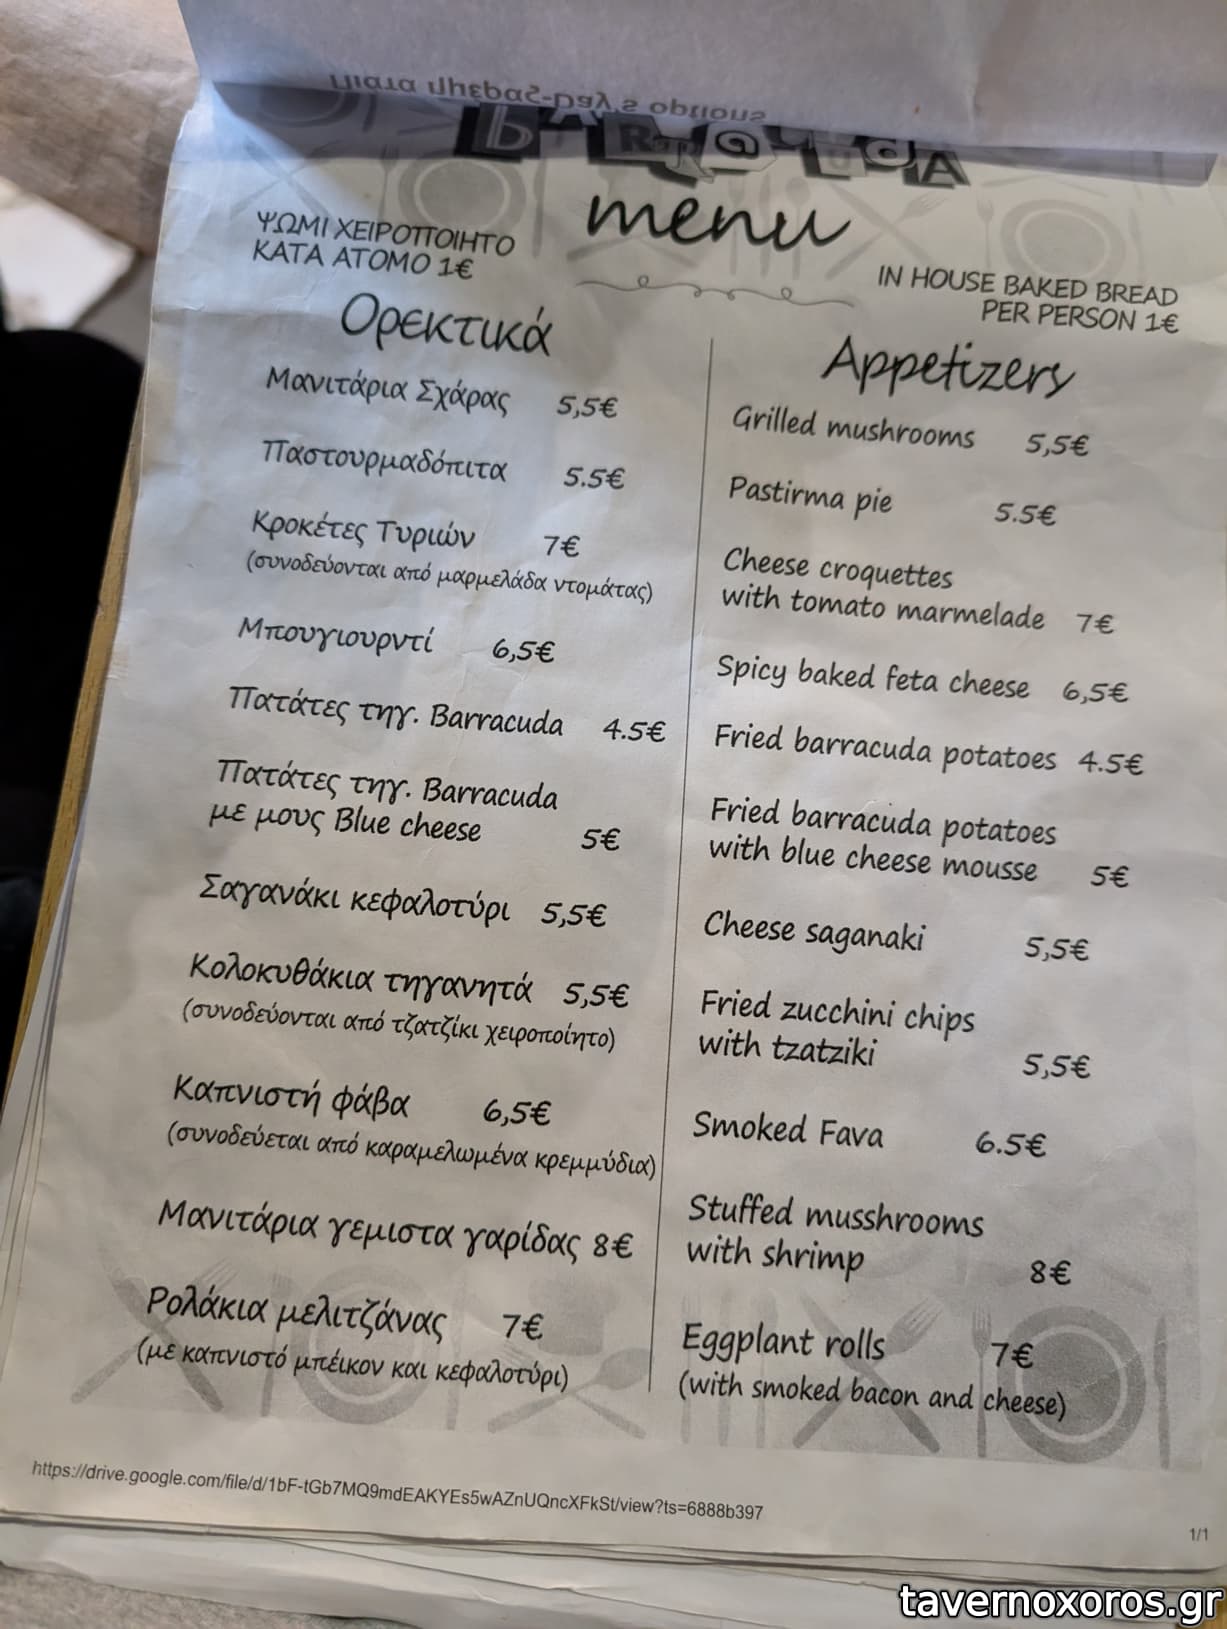 Πιάτα ημέρας-Day's options
menu
ΨΩΜΙ ΧΕΙΡΟΠΟΙΗΤΟ
ΚΑΤΑ ΑΤΟΜΟ 1€
IN HOUSE BAKED BREAD
PER PERSON 1€
Ορεκτικά
Μανιτάρια Σχάρας 5,5€
Παστουρμαδόπιτα 5.5€
Κροκέτες Τυριών 7€
(συνοδεύονται από μαρμελάδα ντομάτας)
Μπουγιουρντί 6,5€
Πατάτες τηγ. Barracuda 4.5€
Πατάτες τηγ. Barracuda
με μους Blue cheese 5€
Σαγανάκι κεφαλοτύρι 5,5€
Κολοκυθάκια τηγανητά 5,5€
(συνοδεύονται από τζατζίκι χειροποίητο)
Καπνιστή φάβα 6,5€
(συνοδεύεται από καραμελωμένα κρεμμύδια)
Μανιτάρια γεμιστα γαρίδας 8€
Ρολάκια μελιτζάνας 7€
(με καπνιστό μπέικον και κεφαλοτύρι)
Appetizers
Grilled mushrooms 5,5€
Pastirma pie 5.5€
Cheese croquettes
with tomato marmelade 7€
Spicy baked feta cheese 6,5€
Fried barracuda potatoes 4.5€
Fried barracuda potatoes
with blue cheese mousse 5€
Cheese saganaki 5,5€
Fried zucchini chips
with tzatziki 5,5€
Smoked Fava 6.5€
Stuffed musshrooms
with shrimp 8€
Eggplant rolls 7€
(with smoked bacon and cheese)
https://drive.google.com/file/d/1bF-tGb7MQ9mdEAKYEs5wAZnUQncXFkSt/view?ts=6888b397
1/1
tavernoxoros.gr